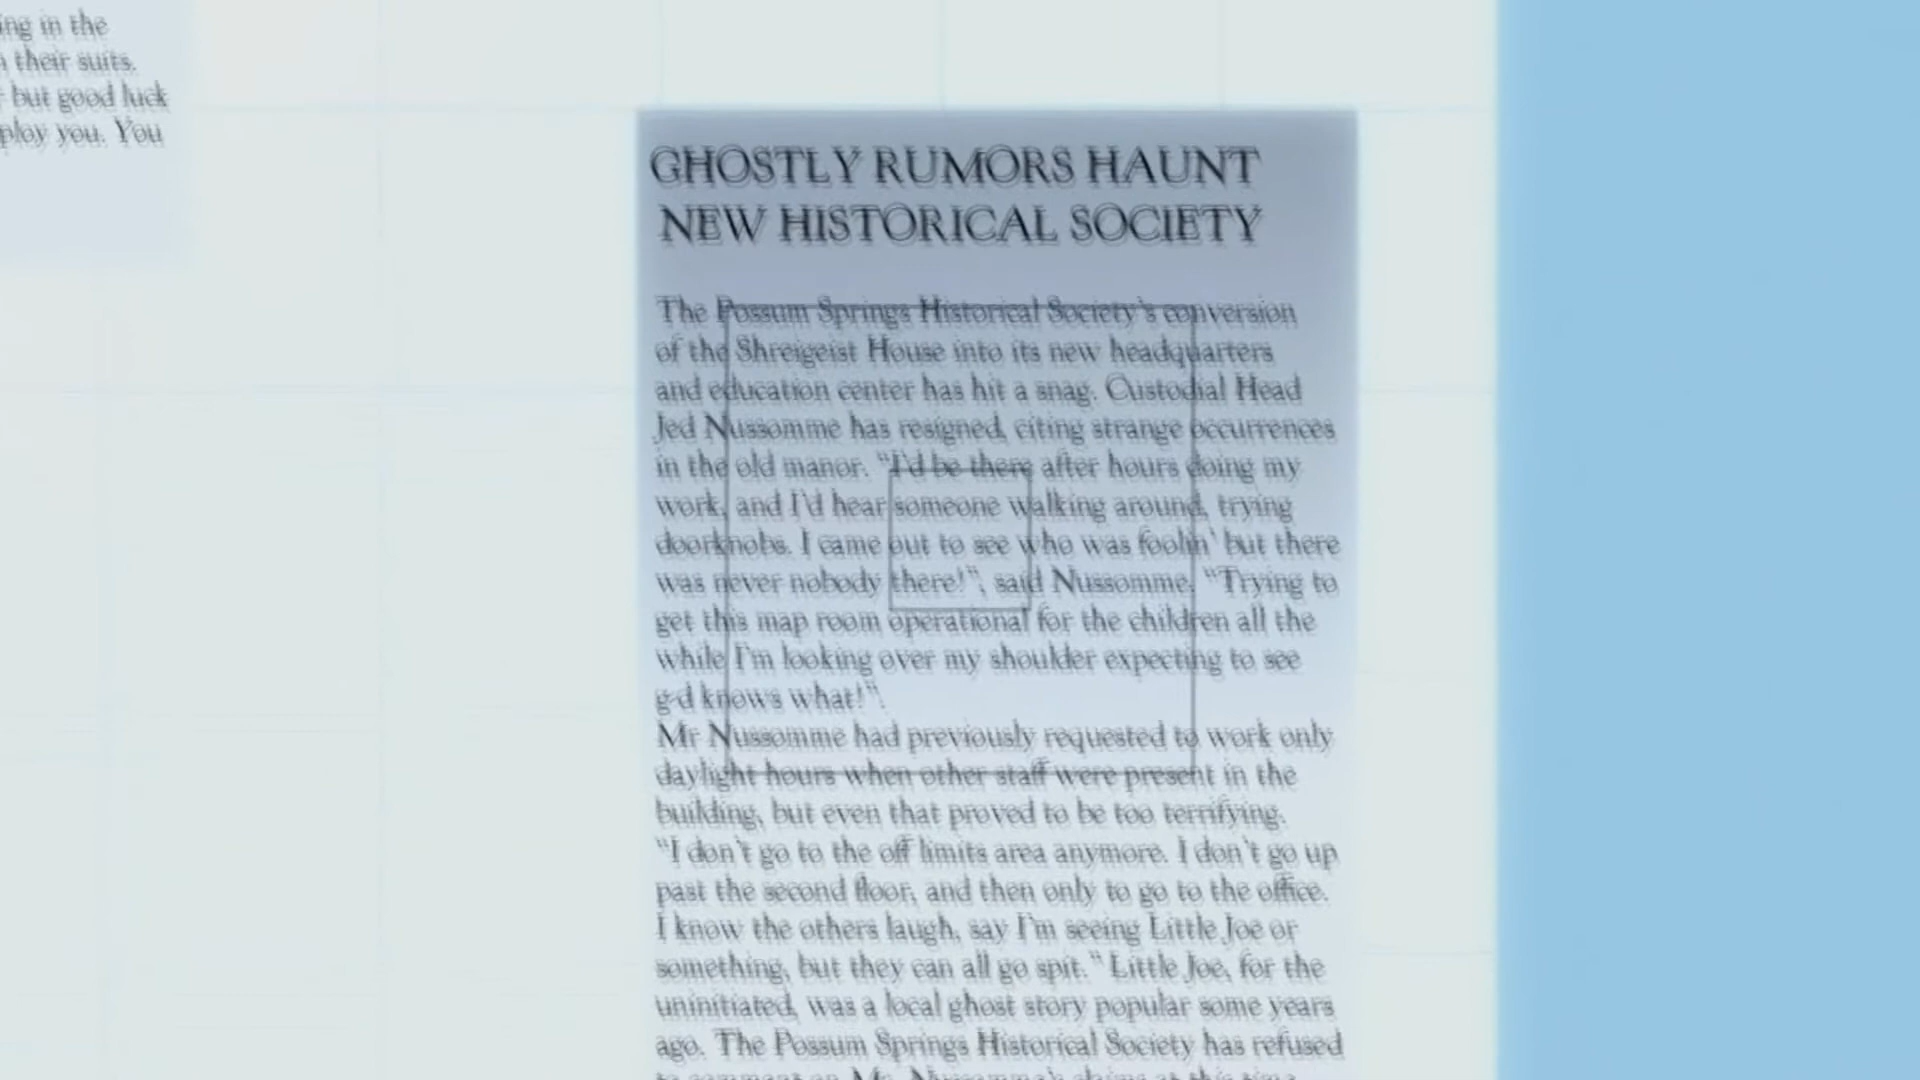 ing in the
their suits.
but good luck
ploy you. You
GHOSTLY RUMORS HAUNT
NEW HISTORICAL SOCIETY
The Possum Springs Historical Society's conversion
of the Shreigeist House into its new headquarters
and education center has hit a snag. Custodial Head
Jed Nussomme has resigned, citing strange occurrences
in the old manor. "I'd be there after hours doing my
work, and I'd hear someone walking around, trying
doorknobs. I came out to see who was foolin' but there
was never nobody there!", said Nussomme. "Trying to
get this map room operational for the children all the
while I'm looking over my shoulder expecting to see
g-d knows what!".
Mr Nussomme had previously requested to work only
daylight hours when other staff were present in the
building, but even that proved to be too terrifying.
"I don't go to the off limits area anymore. I don't go up
past the second floor, and then only to go to the office.
I know the others laugh, say I'm seeing Little Joe or
something, but they can all go spit." Little Joe, for the
uninitiated, was a local ghost story popular some years
ago. The Possum Springs Historical Society has refused
to comment on Mr. Nussomme's claims at this time.